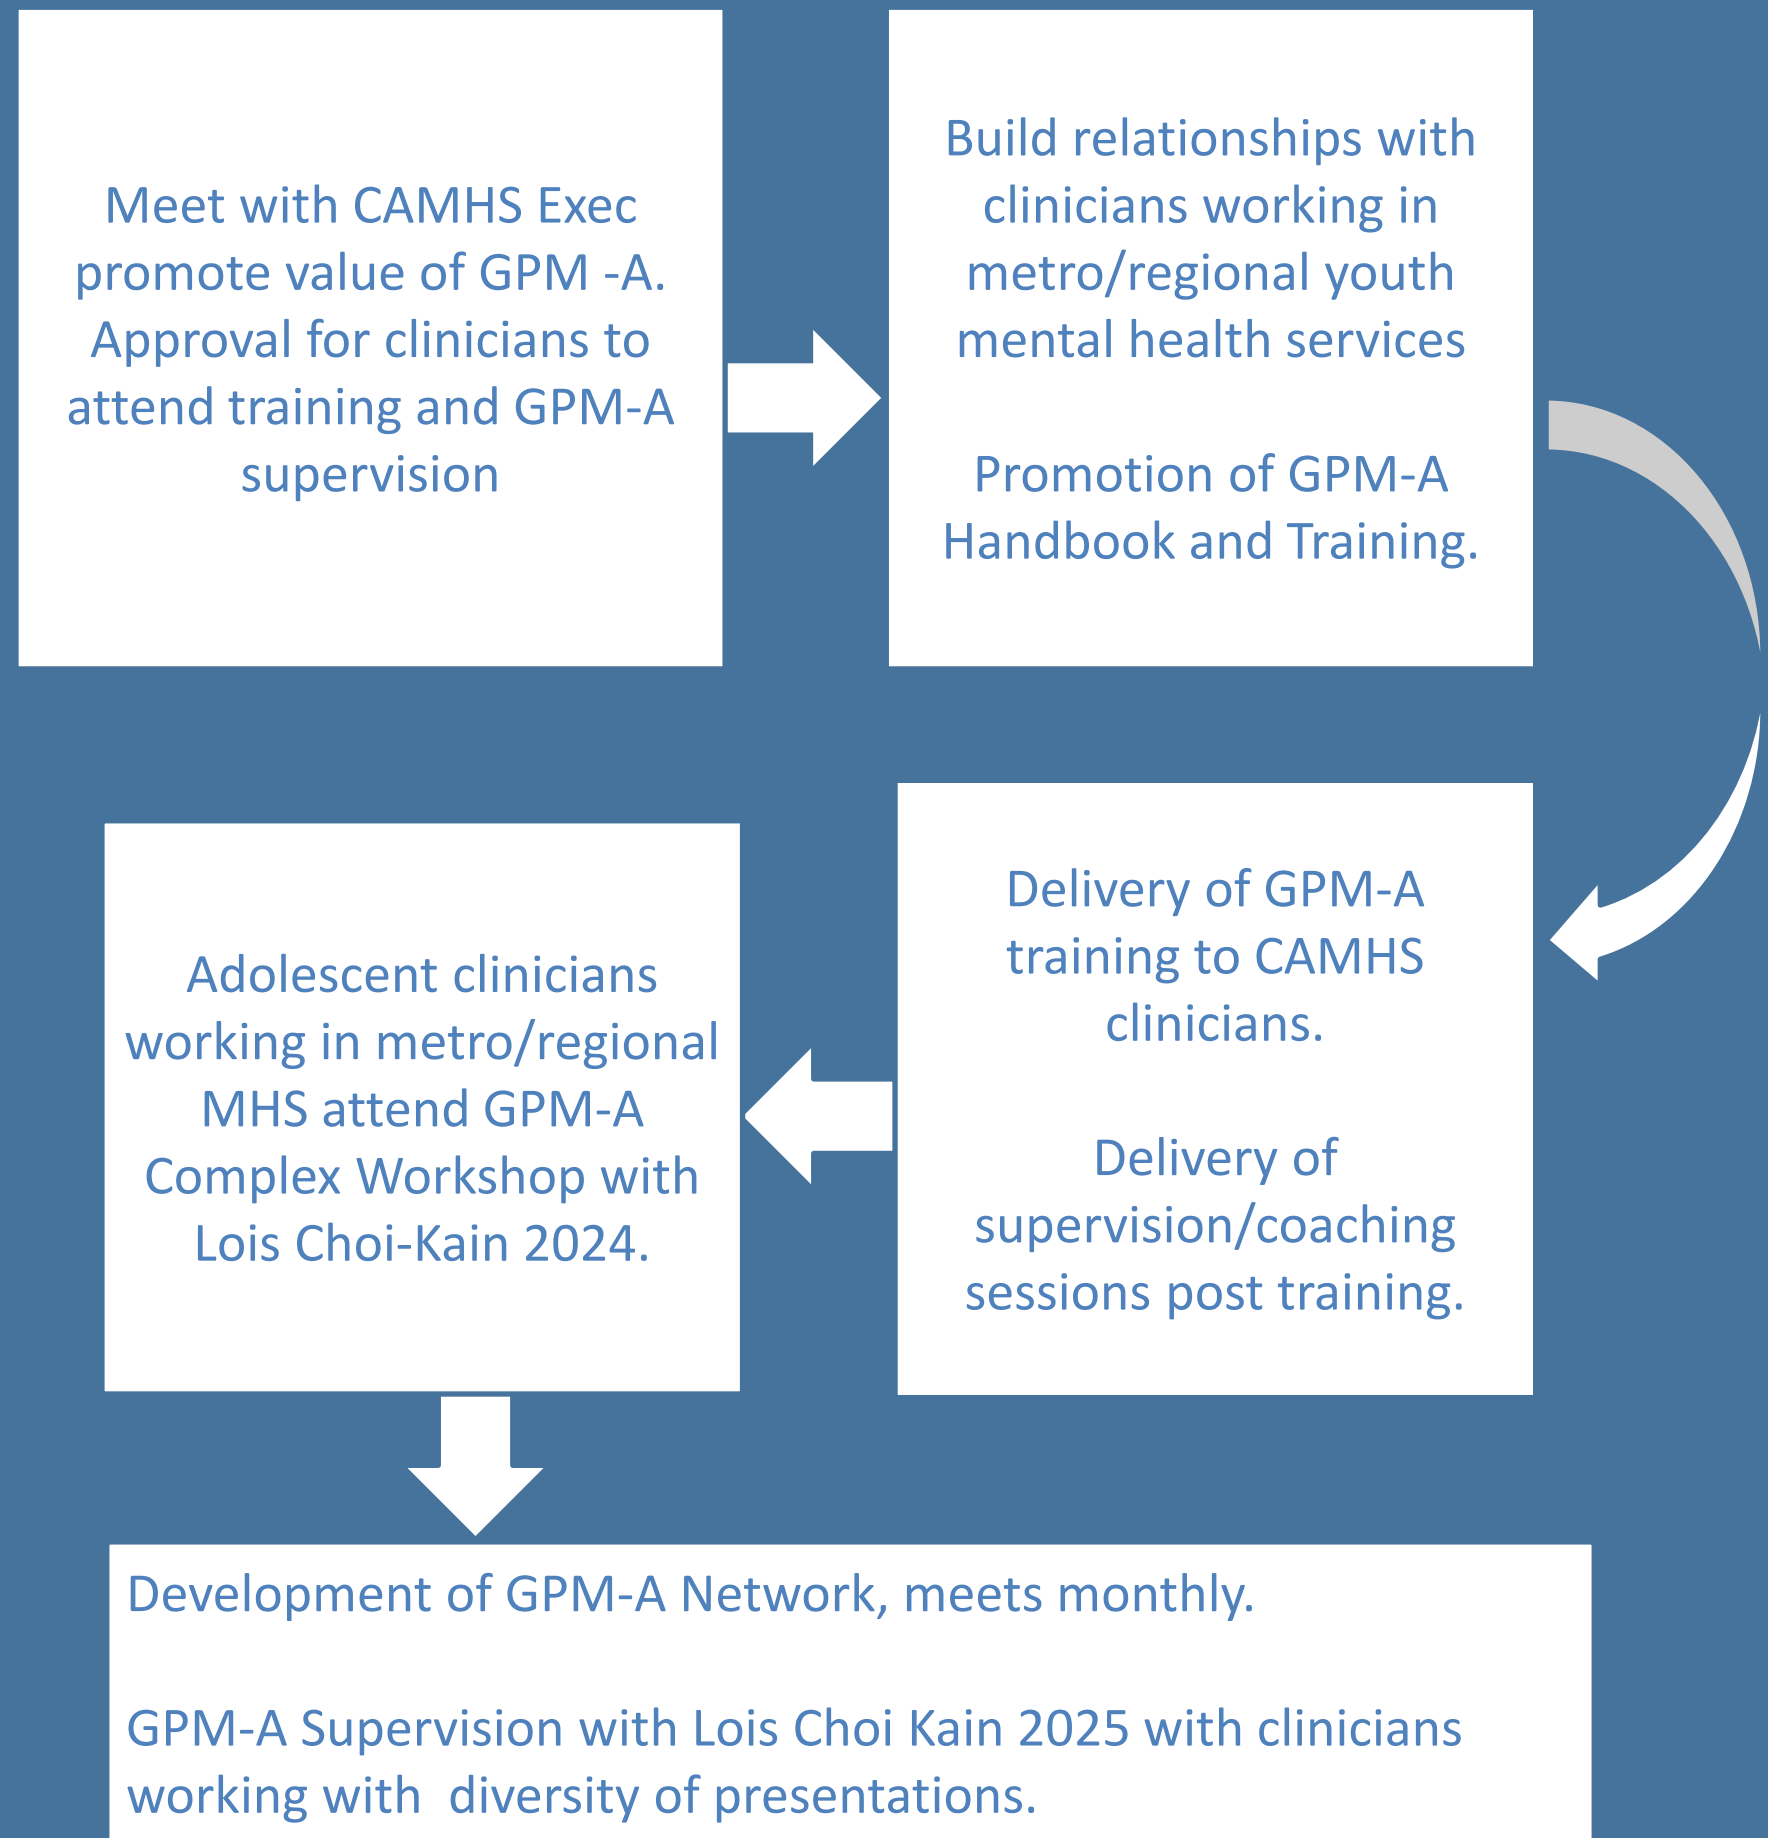 Meet with CAMHS Exec
promote value of GPM -A.
Approval for clinicians to
attend training and GPM-A
supervision
Build relationships with
clinicians working in
metro/regional youth
mental health services
Promotion of GPM-A
Handbook and Training.
Delivery of GPM-A
training to CAMHS
clinicians.
Delivery of
supervision/coaching
sessions post training.
Adolescent clinicians
working in metro/regional
MHS attend GPM-A
Complex Workshop with
Lois Choi-Kain 2024.
Development of GPM-A Network, meets monthly.
GPM-A Supervision with Lois Choi Kain 2025 with clinicians
working with  diversity of presentations.